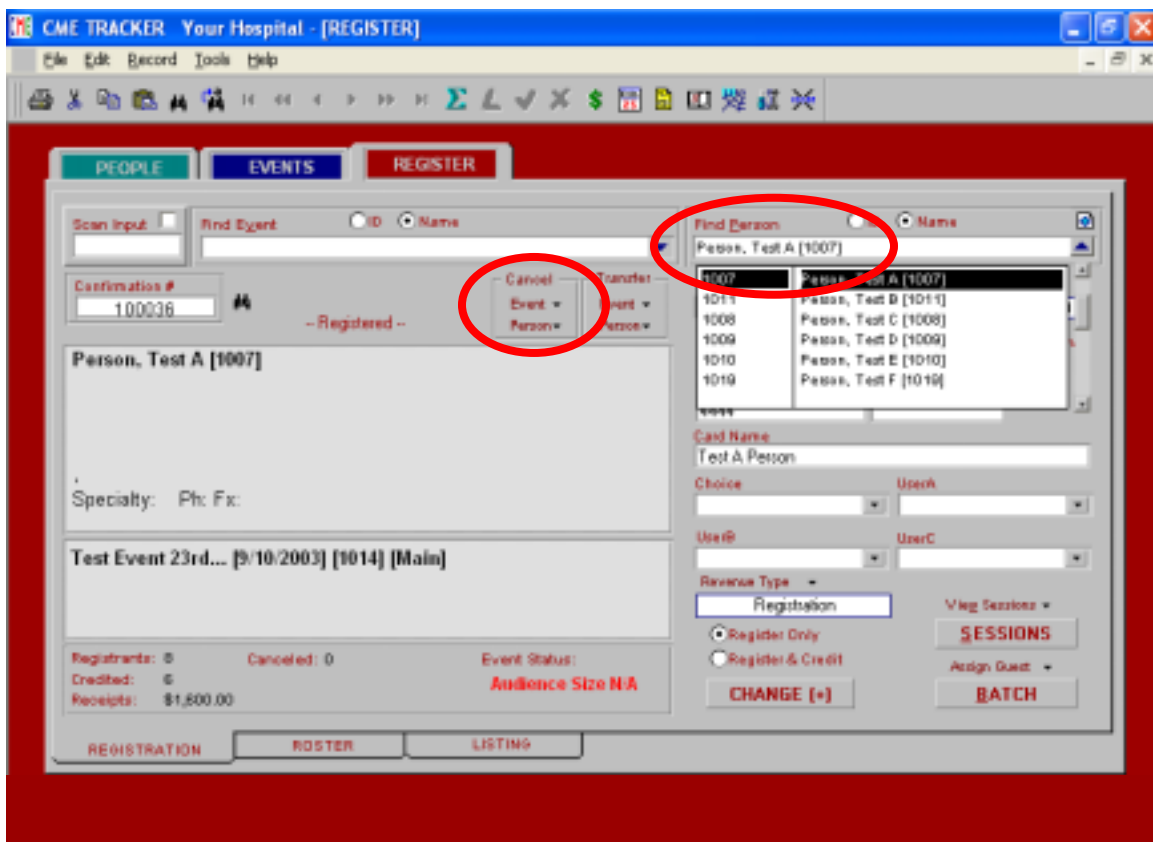 CME TRACKER Your Hospital - [REGISTER]
File Edit Record Tools Help
PEOPLE EVENTS REGISTER
Scan Input Find Event ID Name
Find Person Name
Person, Test A [1007]
1007 Person, Test A [1007]
1011 Person, Test B [1011]
1008 Person, Test C [1008]
1009 Person, Test D [1009]
1010 Person, Test E [1010]
1019 Person, Test F [1019]
Confirmation #
100036
-- Registered --
Cancel
Event
Person
Transfer
Event
Person
Person, Test A [1007]
,
Specialty: Ph: Fx:
Test Event 23rd... [9/10/2003] [1014] [Main]
Registrants: 8 Canceled: 0 Event Status:
Credited: 6 Audience Size N/A
Receipts: $1,600.00
Card Name
Test A Person
Choice UserA
UserB UserC
Revenue Type
Registration
View Sessions
Register Only
SESSIONS
Register & Credit
Assign Guest
CHANGE [+] BATCH
REGISTRATION ROSTER LISTING